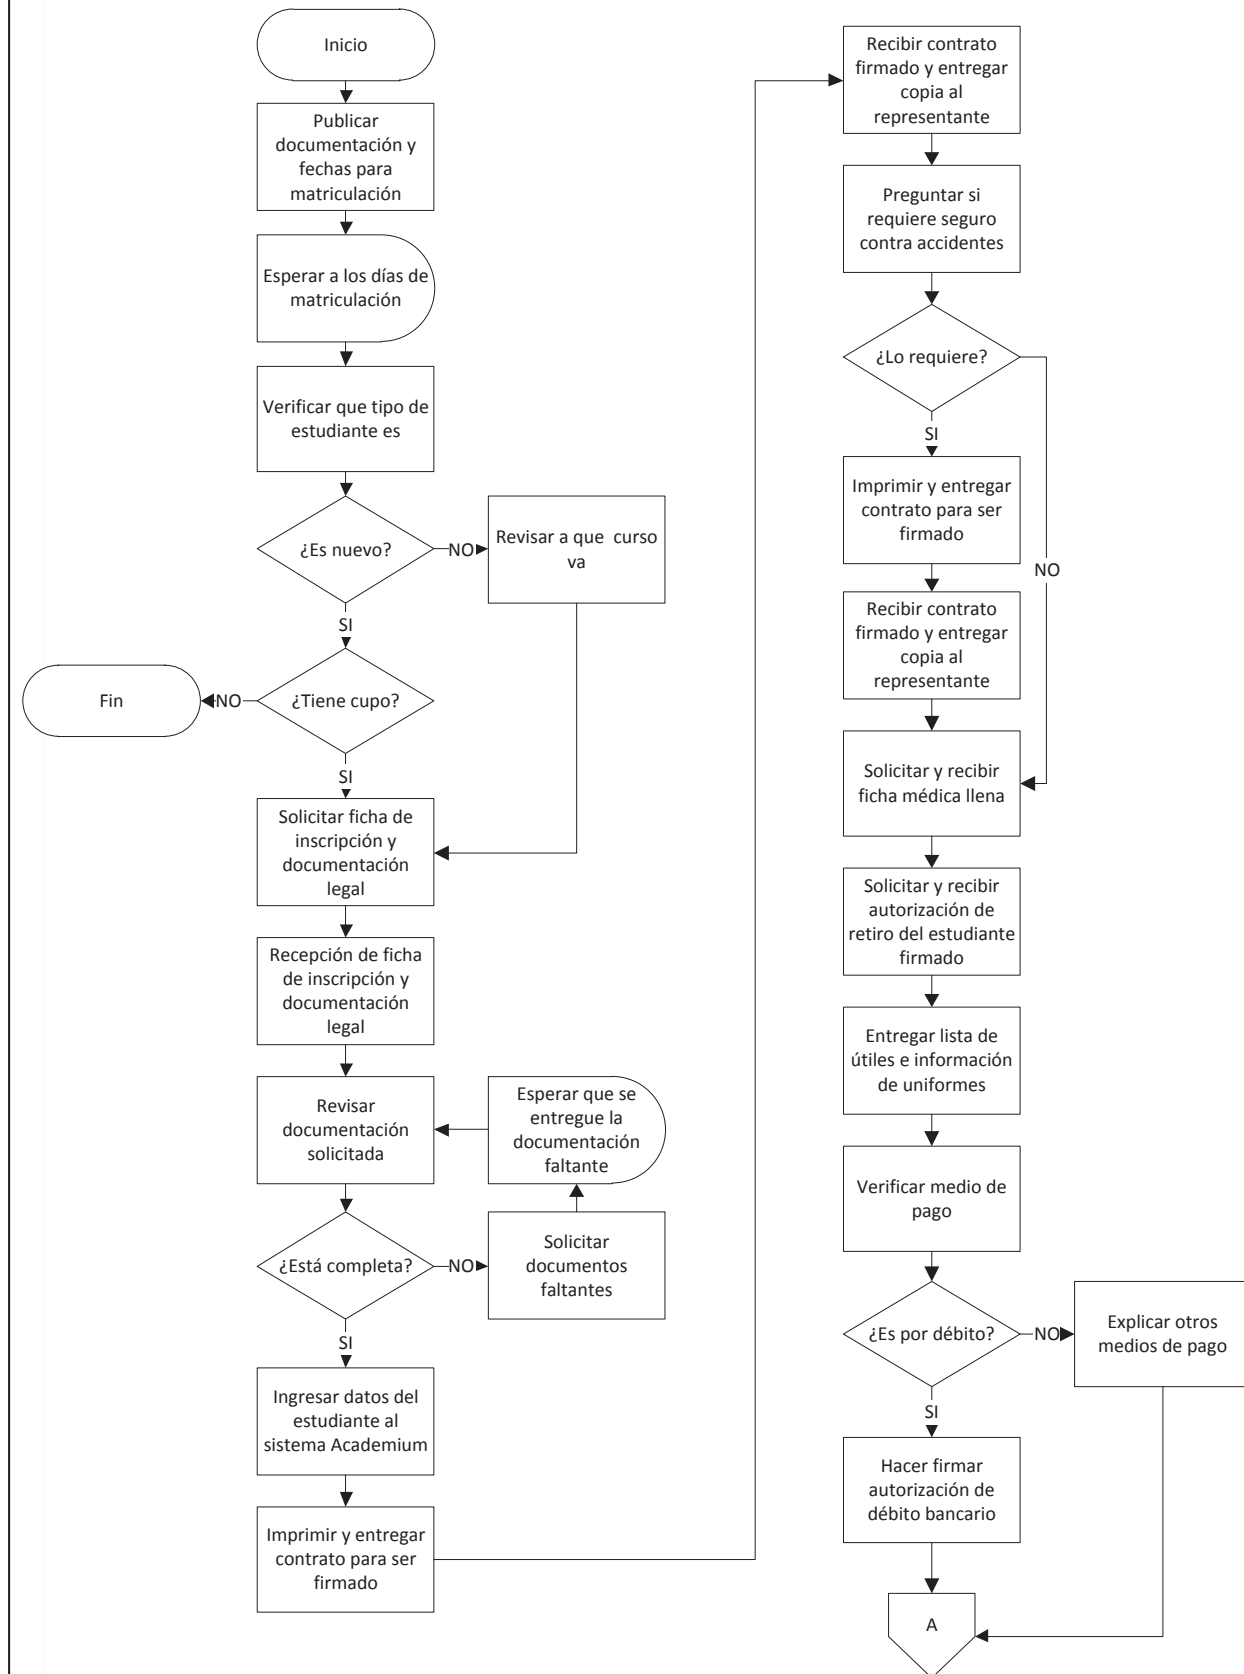 Inicio
Publicar
documentación y
fechas para
matriculación
Esperar a los días de
matriculación
Verificar que tipo de
estudiante es
¿Es nuevo?
NO
Revisar a que curso
va
SI
¿Tiene cupo?
NO
Fin
SI
Solicitar ficha de
inscripción y
documentación
legal
Recepción de ficha
de inscripción y
documentación
legal
Revisar
documentación
solicitada
Esperar que se
entregue la
documentación
faltante
¿Está completa?
NO
Solicitar
documentos
faltantes
SI
Ingresar datos del
estudiante al
sistema Academium
Imprimir y entregar
contrato para ser
firmado
Recibir contrato
firmado y entregar
copia al
representante
Preguntar si
requiere seguro
contra accidentes
¿Lo requiere?
SI
NO
Imprimir y entregar
contrato para ser
firmado
Recibir contrato
firmado y entregar
copia al
representante
Solicitar y recibir
ficha médica llena
Solicitar y recibir
autorización de
retiro del estudiante
firmado
Entregar lista de
útiles e información
de uniformes
Verificar medio de
pago
¿Es por débito?
NO
Explicar otros
medios de pago
SI
Hacer firmar
autorización de
débito bancario
A